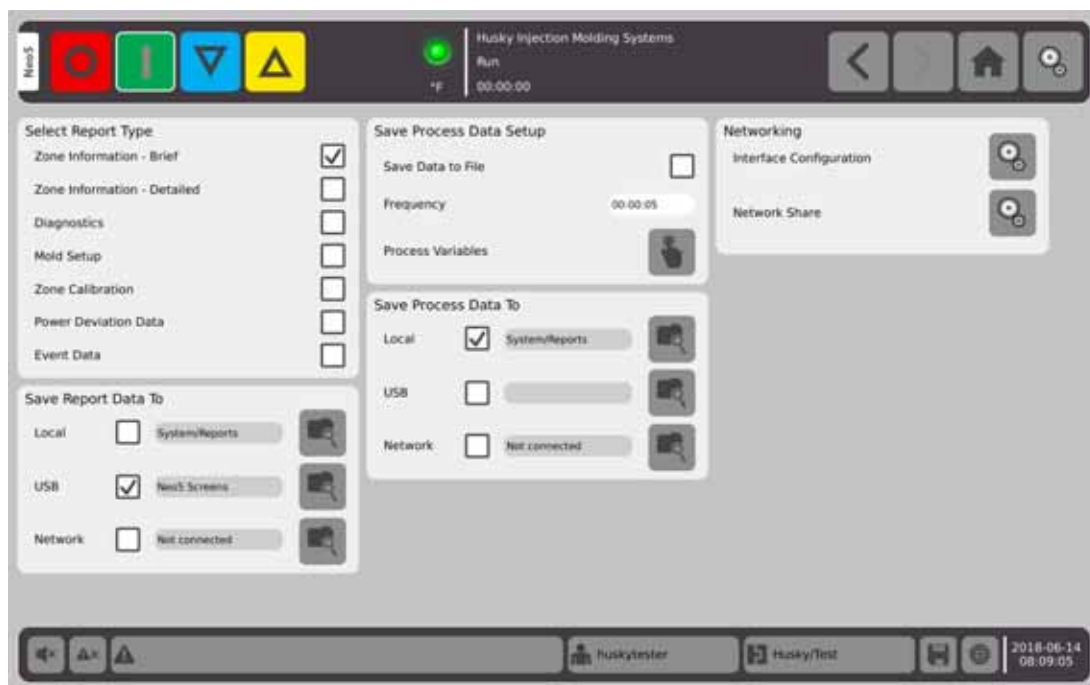 Neo5
Husky Injection Molding Systems
Run
°F
00:00:00
Select Report Type
Zone Information - Brief
Zone Information - Detailed
Diagnostics
Mold Setup
Zone Calibration
Power Deviation Data
Event Data
Save Report Data To
Local System/Reports
USB Neo5 Screens
Network Not connected
Save Process Data Setup
Save Data to File
Frequency 00:00:05
Process Variables
Save Process Data To
Local System/Reports
USB
Network Not connected
Networking
Interface Configuration
Network Share
huskytester
Husky/Test
2018-06-14
08:09:05